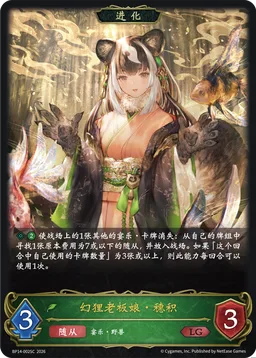 进化
② 使战场上的1张其他的宴乐·卡牌消失：从自己的牌组中
寻找1张原本费用为7或以下的随从，并放入战场。如果「这个回
合中自己使用的卡牌数量」为3张或以上，则此能力每回合可以
使用1次。
幻狸老板娘·穗积
3
随从
宴乐·野兽
LG
3
BP14-051SC 2026
© Cygames, Inc. Published by NetEase Games